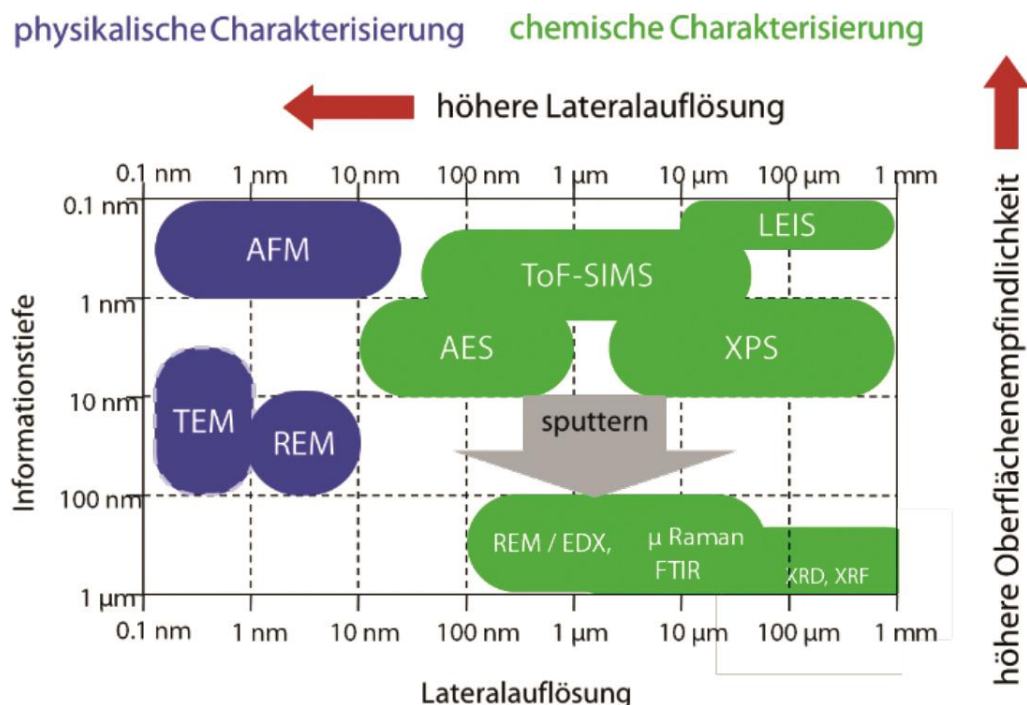 physikalische Charakterisierung chemische Charakterisierung
höhere Lateralauflösung
0.1 nm 1 nm 10 nm 100 nm 1 µm 10 µm 100 µm 1 mm
0.1 nm
LEIS
AFM
ToF-SIMS
1 nm
AES XPS
10 nm
TEM REM sputtern
100 nm
REM / EDX, µ Raman
FTIR XRD, XRF
1 µm
0.1 nm 1 nm 10 nm 100 nm 1 µm 10 µm 100 µm 1 mm
Lateralauflösung
Informationstiefe
höhere Oberflächenempfindlichkeit